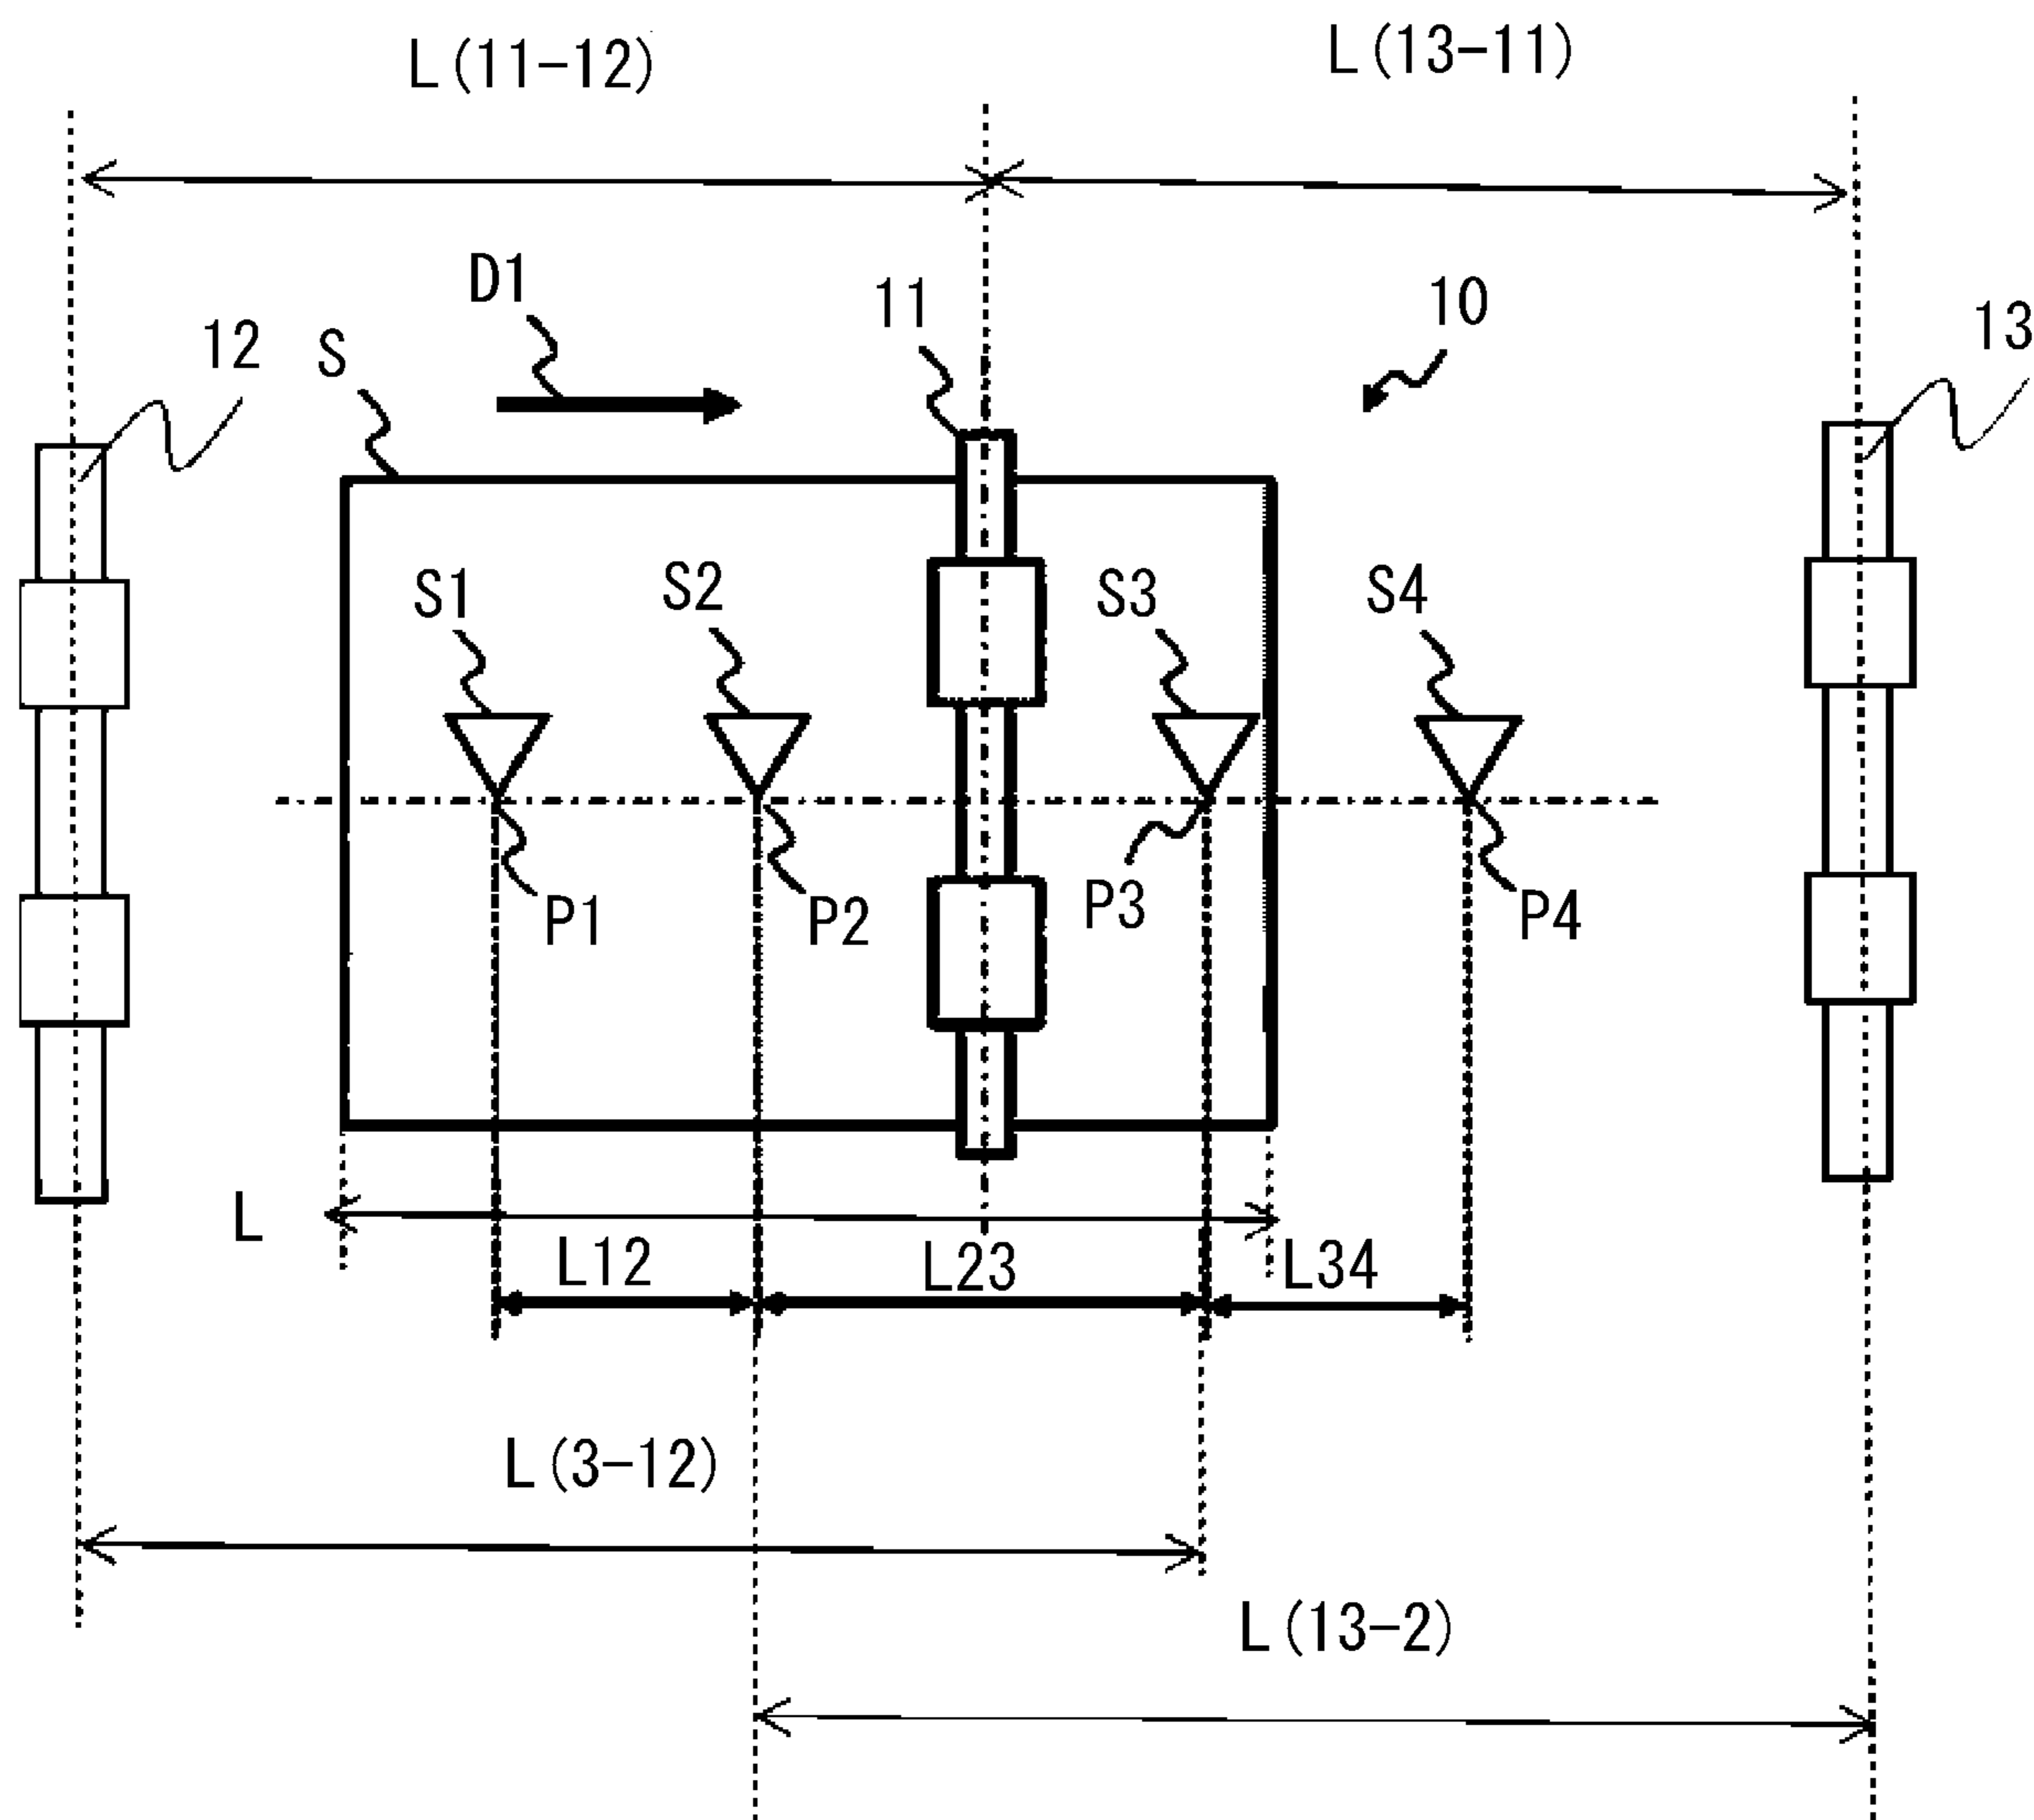 L(11-12)
L(13-11)
D1
11
10
13
12
S
S1
S2
S3
S4
P1
P2
P3
P4
L
L12
L23
L34
L(3-12)
L(13-2)